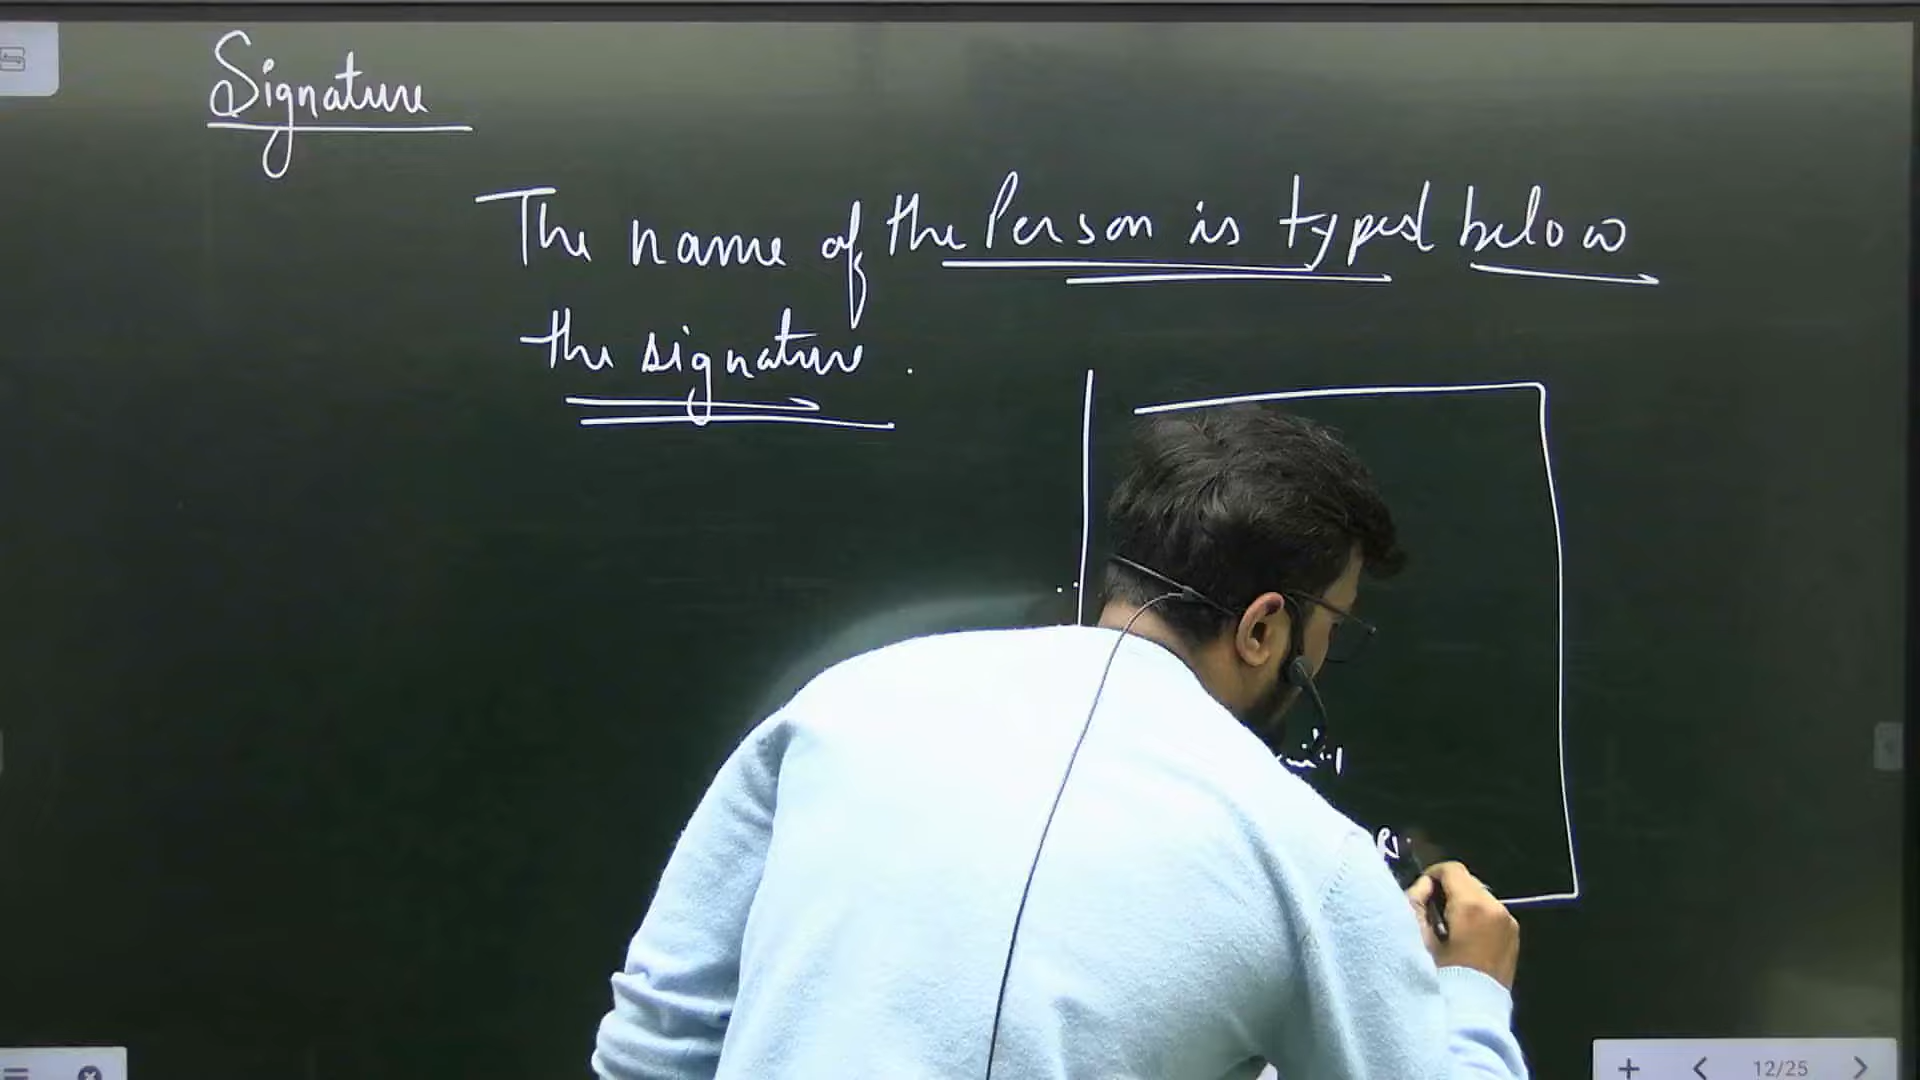 Signature
The name of the Person is typed below
the signature.
12/25